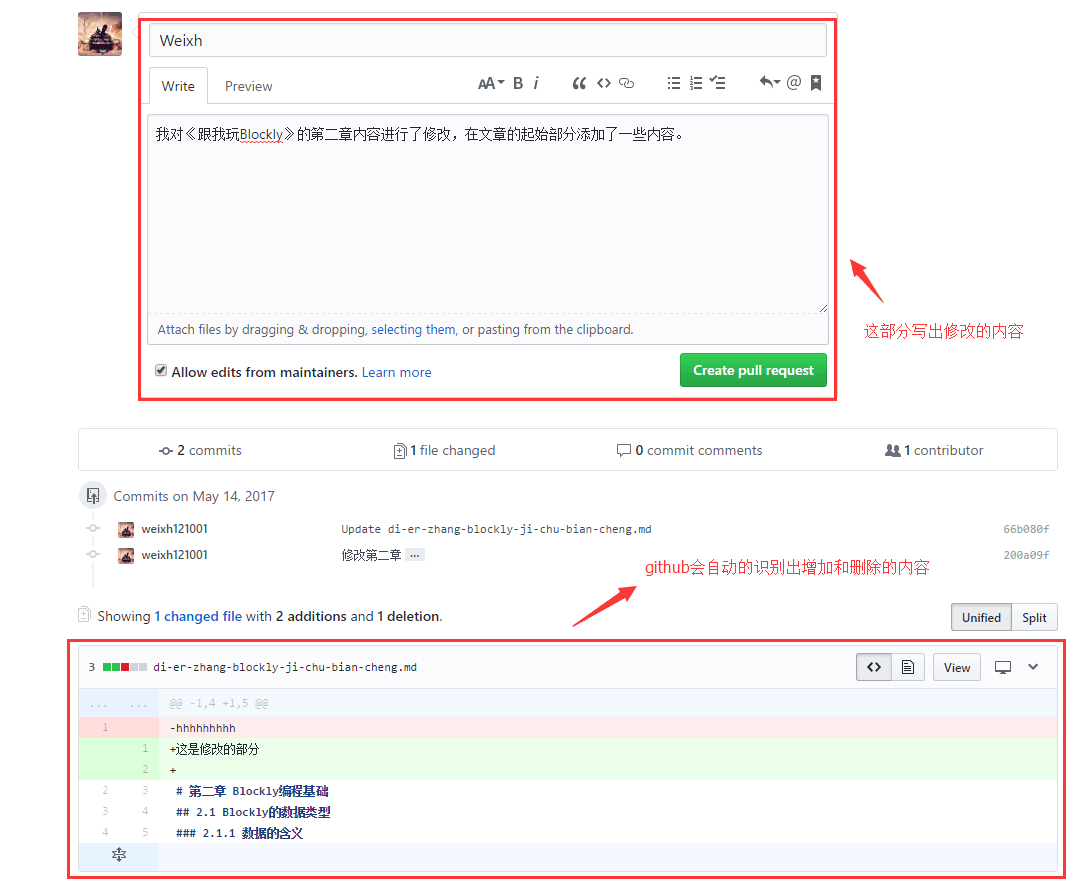 Weixh
Write Preview AA B i
我对《跟我玩Blockly》的第二章内容进行了修改，在文章的起始部分添加了一些内容。
Attach files by dragging & dropping, selecting them, or pasting from the clipboard.
这部分写出修改的内容
Allow edits from maintainers. Learn more Create pull request
2 commits 1 file changed 0 commit comments 1 contributor
Commits on May 14, 2017
weixh121001 Update di-er-zhang-blockly-ji-chu-bian-cheng.md 66b080f
weixh121001 修改第二章 … 200a09f
github会自动的识别出增加和删除的内容
Showing 1 changed file with 2 additions and 1 deletion. Unified Split
3 di-er-zhang-blockly-ji-chu-bian-cheng.md <> View
... ... @@ -1,4 +1,5 @@
1 -hhhhhhhhh
1 +这是修改的部分
2 +
2 3 # 第二章 Blockly编程基础
3 4 ## 2.1 Blockly的数据类型
4 5 ### 2.1.1 数据的含义